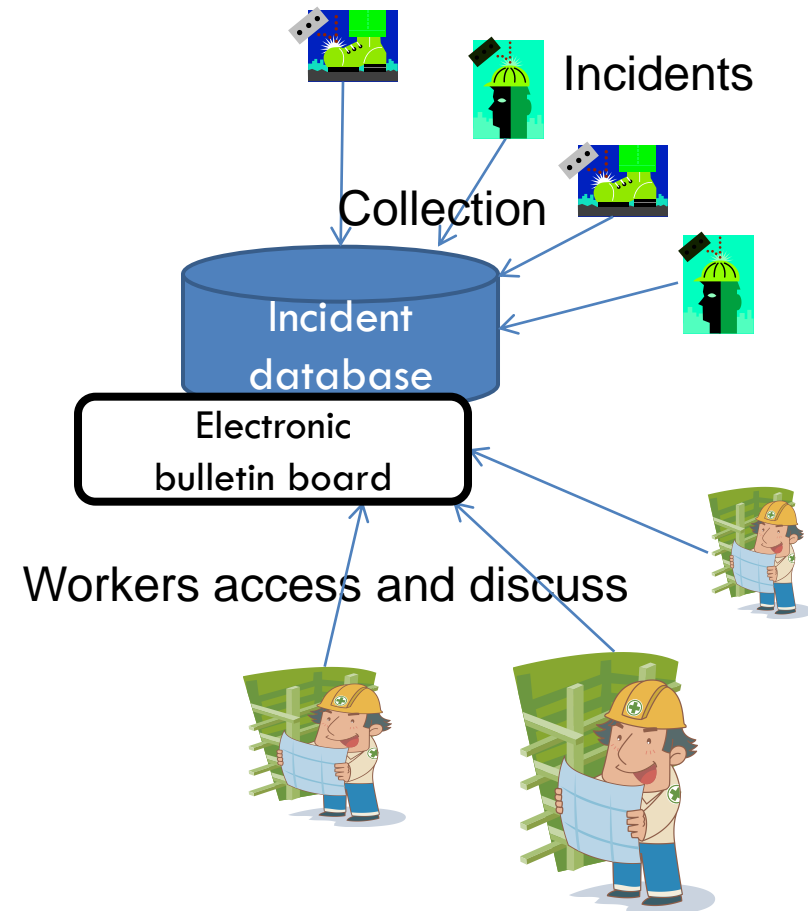 Incidents
Collection
Incident
database
Electronic
bulletin board
Workers access and discuss